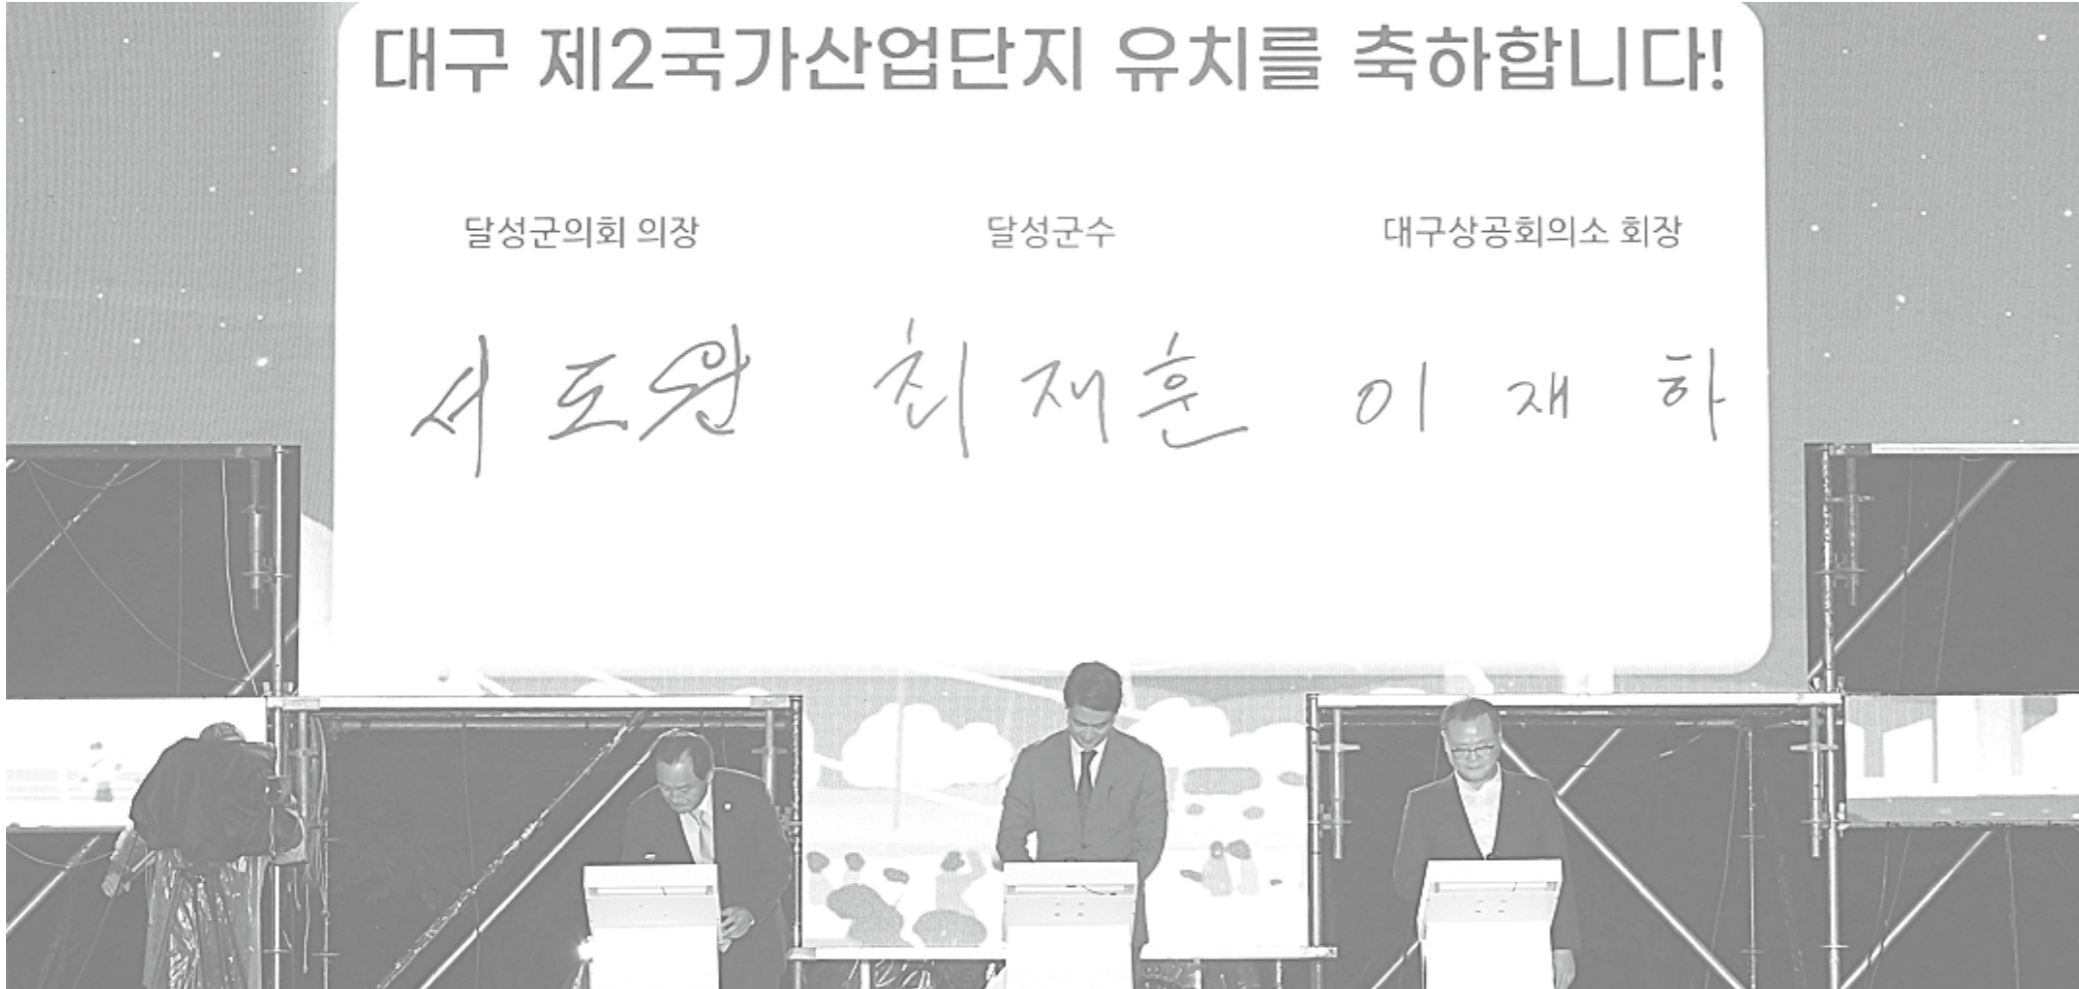 대구 제2국가산업단지 유치를 축하합니다!
달성군의회 의장 달성군수 대구상공회의소 회장
서도원 최재훈 이재하